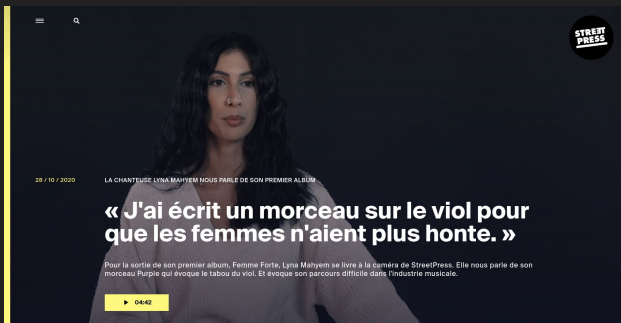 STREET
PRESS
28 / 10 / 2020
LA CHANTEUSE LYNA MAHYEM NOUS PARLE DE SON PREMIER ALBUM
« J'ai écrit un morceau sur le viol pour
que les femmes n'aient plus honte. »
Pour la sortie de son premier album, Femme Forte, Lyna Mahyem se livre à la caméra de StreetPress. Elle nous parle de son
morceau Purple qui évoque le tabou du viol. Et évoque son parcours difficile dans l'industrie musicale.
04:42